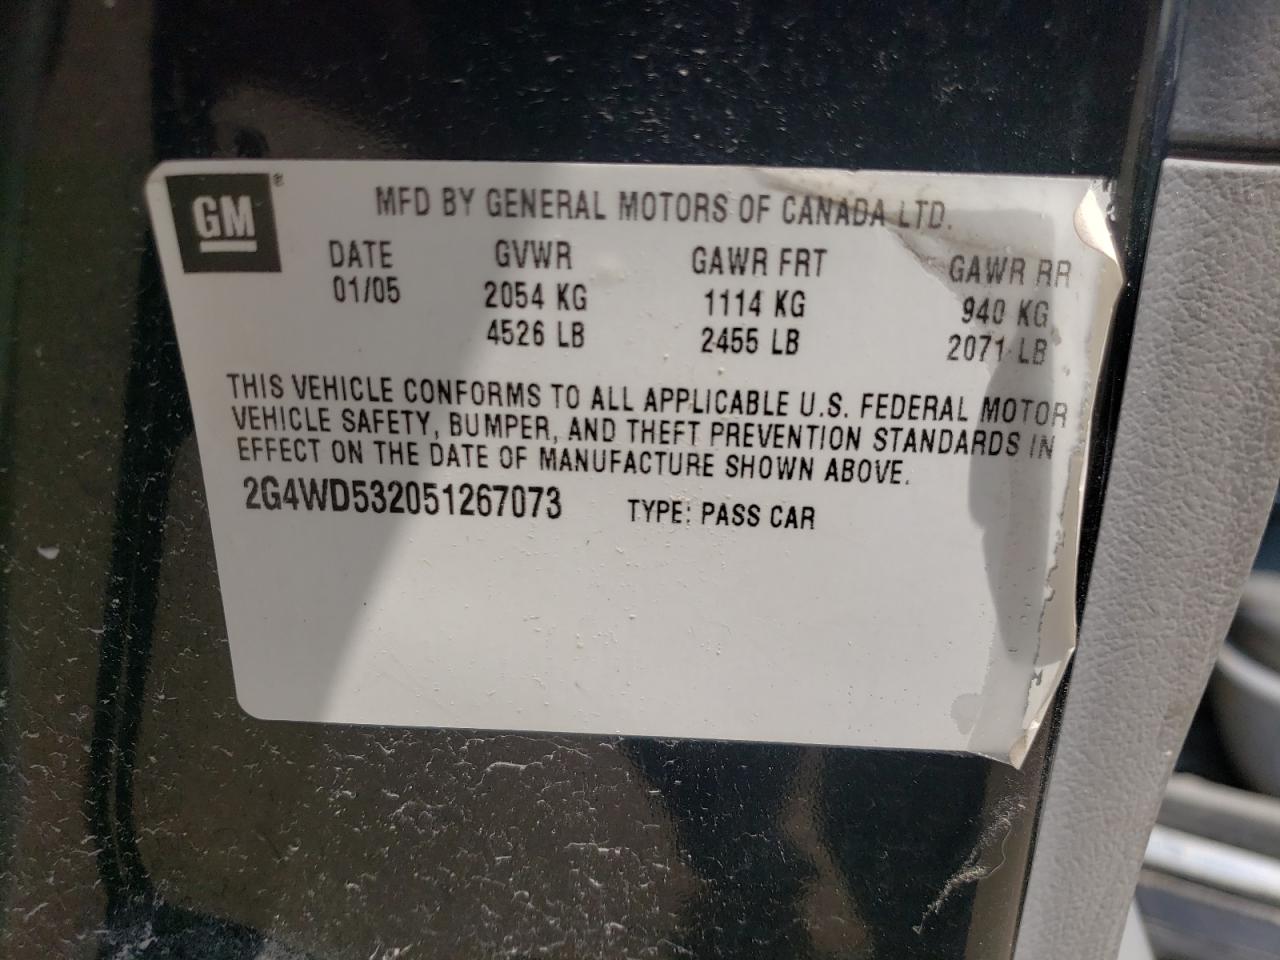 GM ®
MFD BY GENERAL MOTORS OF CANADA LTD.
DATE GVWR GAWR FRT GAWR RR
01/05 2054 KG 1114 KG 940 KG
4526 LB 2455 LB 2071 LB
THIS VEHICLE CONFORMS TO ALL APPLICABLE U.S. FEDERAL MOTOR
VEHICLE SAFETY, BUMPER, AND THEFT PREVENTION STANDARDS IN
EFFECT ON THE DATE OF MANUFACTURE SHOWN ABOVE.
2G4WD532051267073 TYPE: PASS CAR